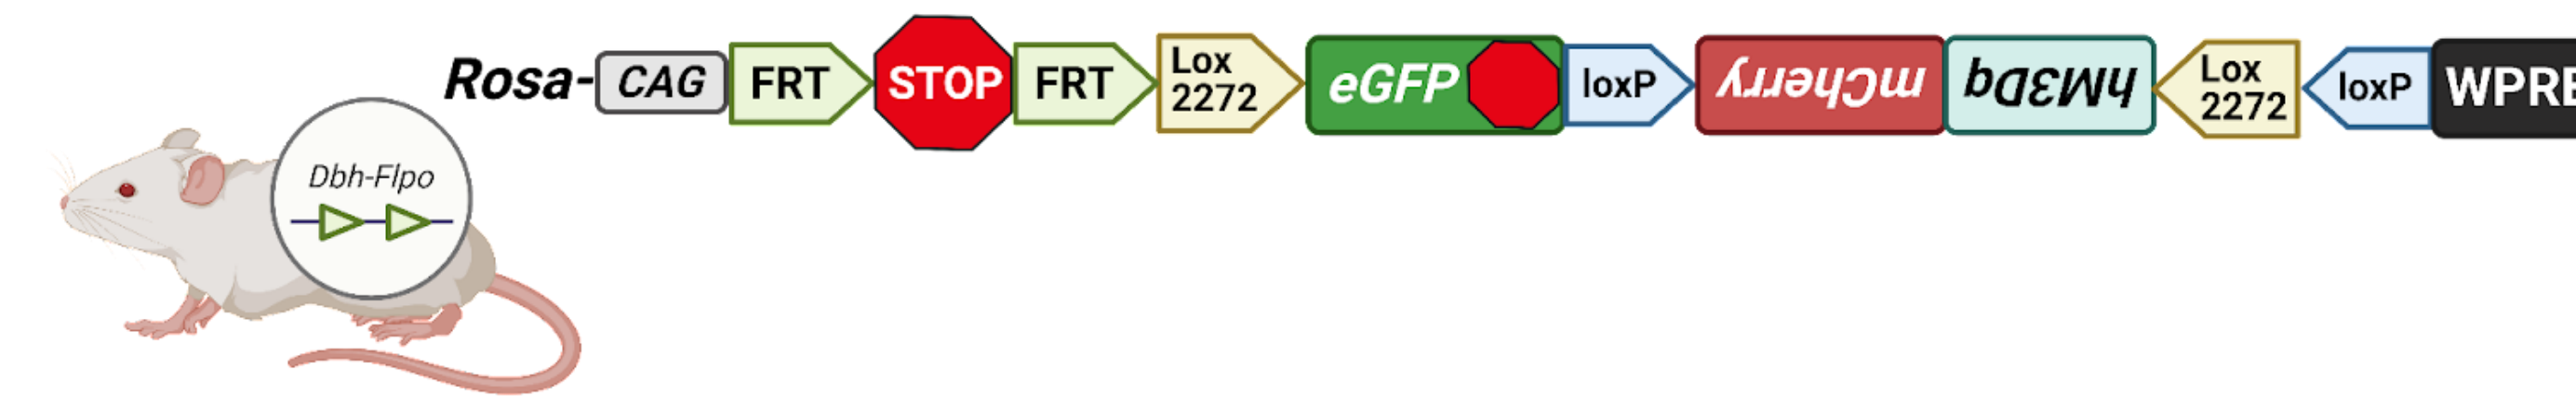 Rosa-
CAG
FRT
STOP
FRT
Lox
2272
eGFP
loxP
mCherry
hM3Dq
Lox
2272
loxP
WPRE
Dbh-Flpo